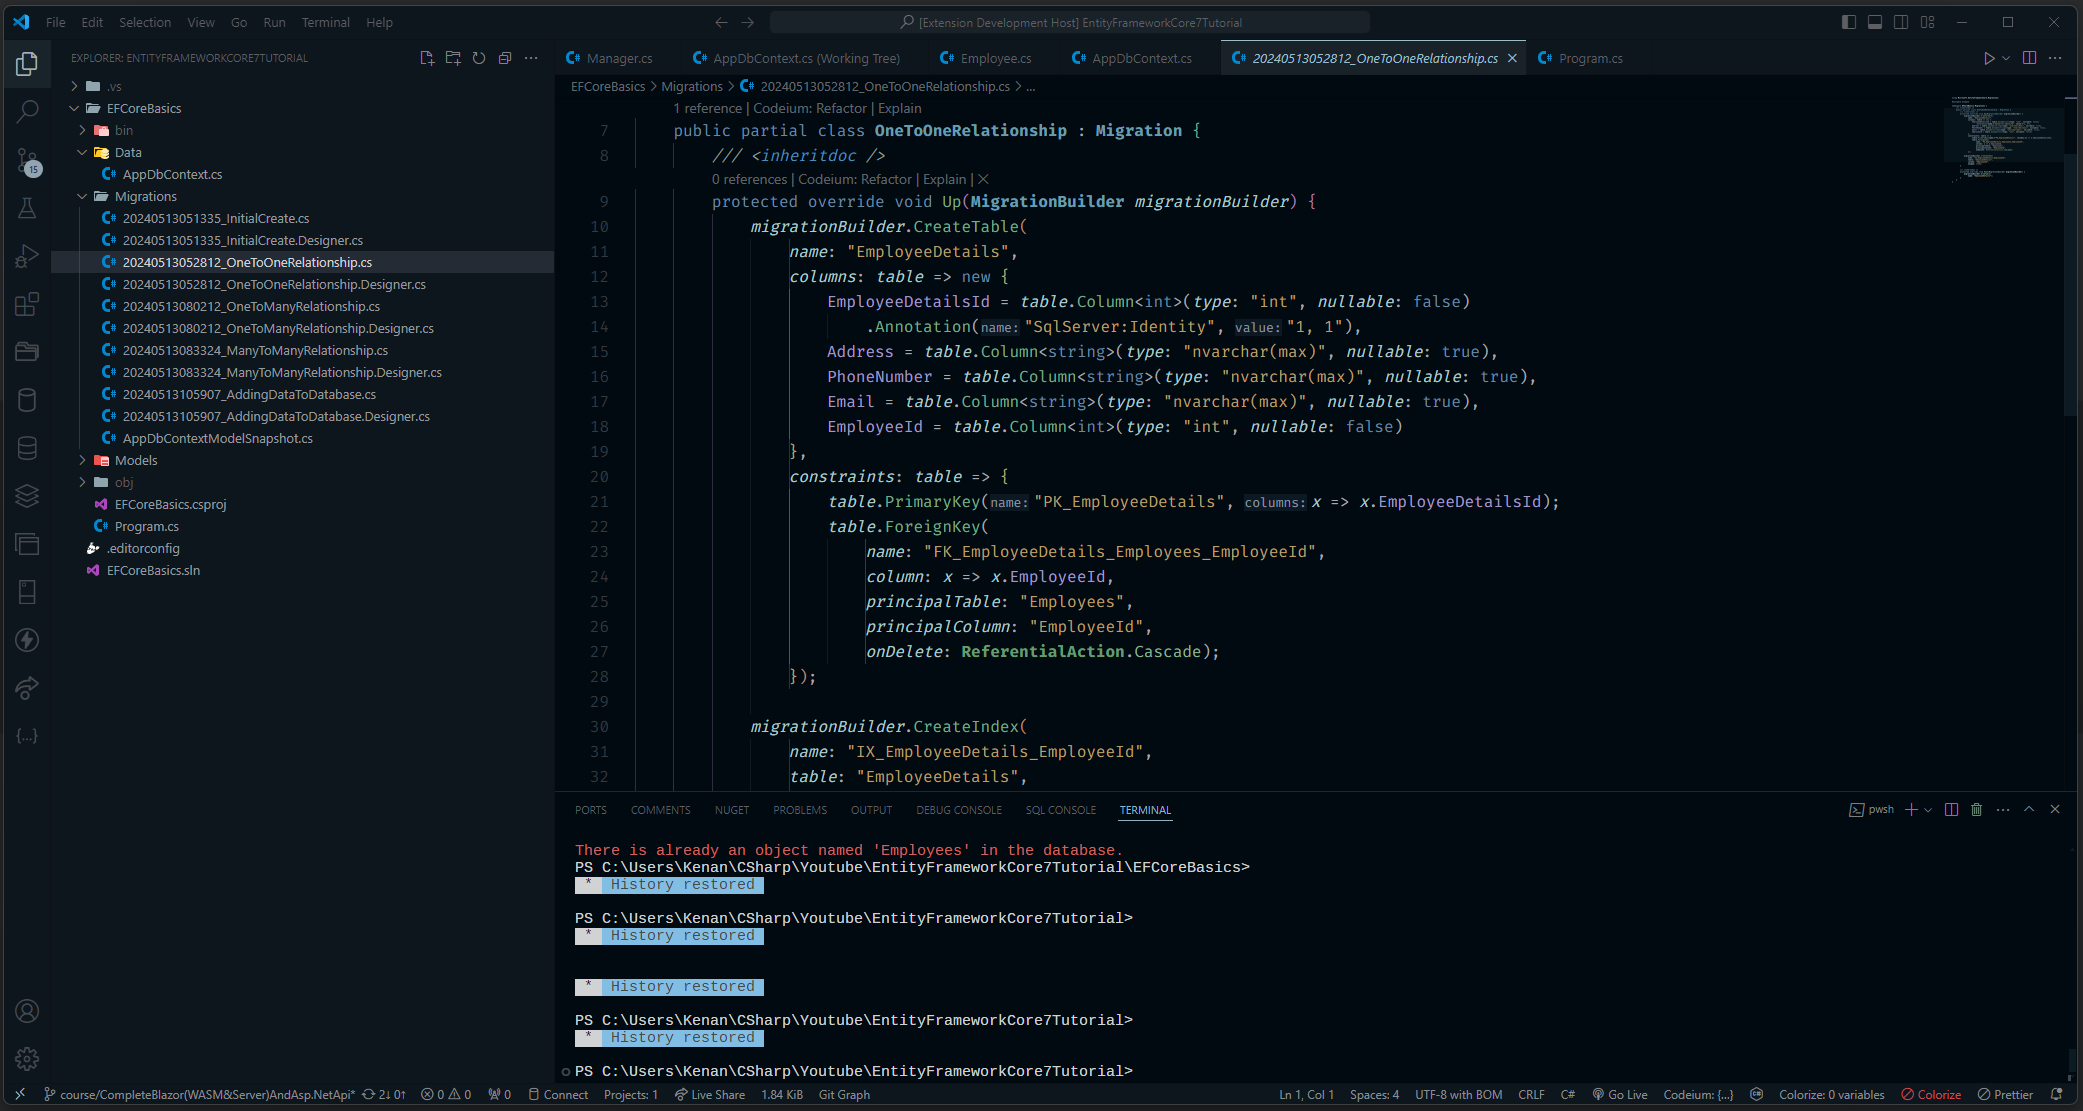 File Edit Selection View Go Run Terminal Help
[Extension Development Host] EntityFrameworkCore7Tutorial
EXPLORER: ENTITYFRAMEWORKCORE7TUTORIAL
.vs
EFCoreBasics
bin
Data
AppDbContext.cs
Migrations
20240513051335_InitialCreate.cs
20240513051335_InitialCreate.Designer.cs
20240513052812_OneToOneRelationship.cs
20240513052812_OneToOneRelationship.Designer.cs
20240513080212_OneToManyRelationship.cs
20240513080212_OneToManyRelationship.Designer.cs
20240513083324_ManyToManyRelationship.cs
20240513083324_ManyToManyRelationship.Designer.cs
20240513105907_AddingDataToDatabase.cs
20240513105907_AddingDataToDatabase.Designer.cs
AppDbContextModelSnapshot.cs
Models
obj
EFCoreBasics.csproj
Program.cs
.editorconfig
EFCoreBasics.sln
15
Manager.cs AppDbContext.cs (Working Tree) Employee.cs AppDbContext.cs 20240513052812_OneToOneRelationship.cs Program.cs
EFCoreBasics > Migrations > 20240513052812_OneToOneRelationship.cs > ...
1 reference | Codeium: Refactor | Explain
7 public partial class OneToOneRelationship : Migration {
8 /// <inheritdoc />
0 references | Codeium: Refactor | Explain | X
9 protected override void Up(MigrationBuilder migrationBuilder) {
10 migrationBuilder.CreateTable(
11 name: "EmployeeDetails",
12 columns: table => new {
13 EmployeeDetailsId = table.Column<int>(type: "int", nullable: false)
14 .Annotation(name: "SqlServer:Identity", value: "1, 1"),
15 Address = table.Column<string>(type: "nvarchar(max)", nullable: true),
16 PhoneNumber = table.Column<string>(type: "nvarchar(max)", nullable: true),
17 Email = table.Column<string>(type: "nvarchar(max)", nullable: true),
18 EmployeeId = table.Column<int>(type: "int", nullable: false)
19 },
20 constraints: table => {
21 table.PrimaryKey(name: "PK_EmployeeDetails", columns: x => x.EmployeeDetailsId);
22 table.ForeignKey(
23 name: "FK_EmployeeDetails_Employees_EmployeeId",
24 column: x => x.EmployeeId,
25 principalTable: "Employees",
26 principalColumn: "EmployeeId",
27 onDelete: ReferentialAction.Cascade);
28 });
29
30 migrationBuilder.CreateIndex(
31 name: "IX_EmployeeDetails_EmployeeId",
32 table: "EmployeeDetails",
PORTS COMMENTS NUGET PROBLEMS OUTPUT DEBUG CONSOLE SQL CONSOLE TERMINAL
pwsh
There is already an object named 'Employees' in the database.
PS C:\Users\Kenan\CSharp\Youtube\EntityFrameworkCore7Tutorial\EFCoreBasics>
* History restored
PS C:\Users\Kenan\CSharp\Youtube\EntityFrameworkCore7Tutorial>
* History restored
* History restored
PS C:\Users\Kenan\CSharp\Youtube\EntityFrameworkCore7Tutorial>
* History restored
PS C:\Users\Kenan\CSharp\Youtube\EntityFrameworkCore7Tutorial>
course/CompleteBlazor(WASM&Server)AndAsp.NetApi* 2↓ 0↑ 0 0 0 Connect Projects: 1 Live Share 1.84 KiB Git Graph Ln 1, Col 1 Spaces: 4 UTF-8 with BOM CRLF C# Go Live Codeium: {...} Colorize: 0 variables Colorize Prettier